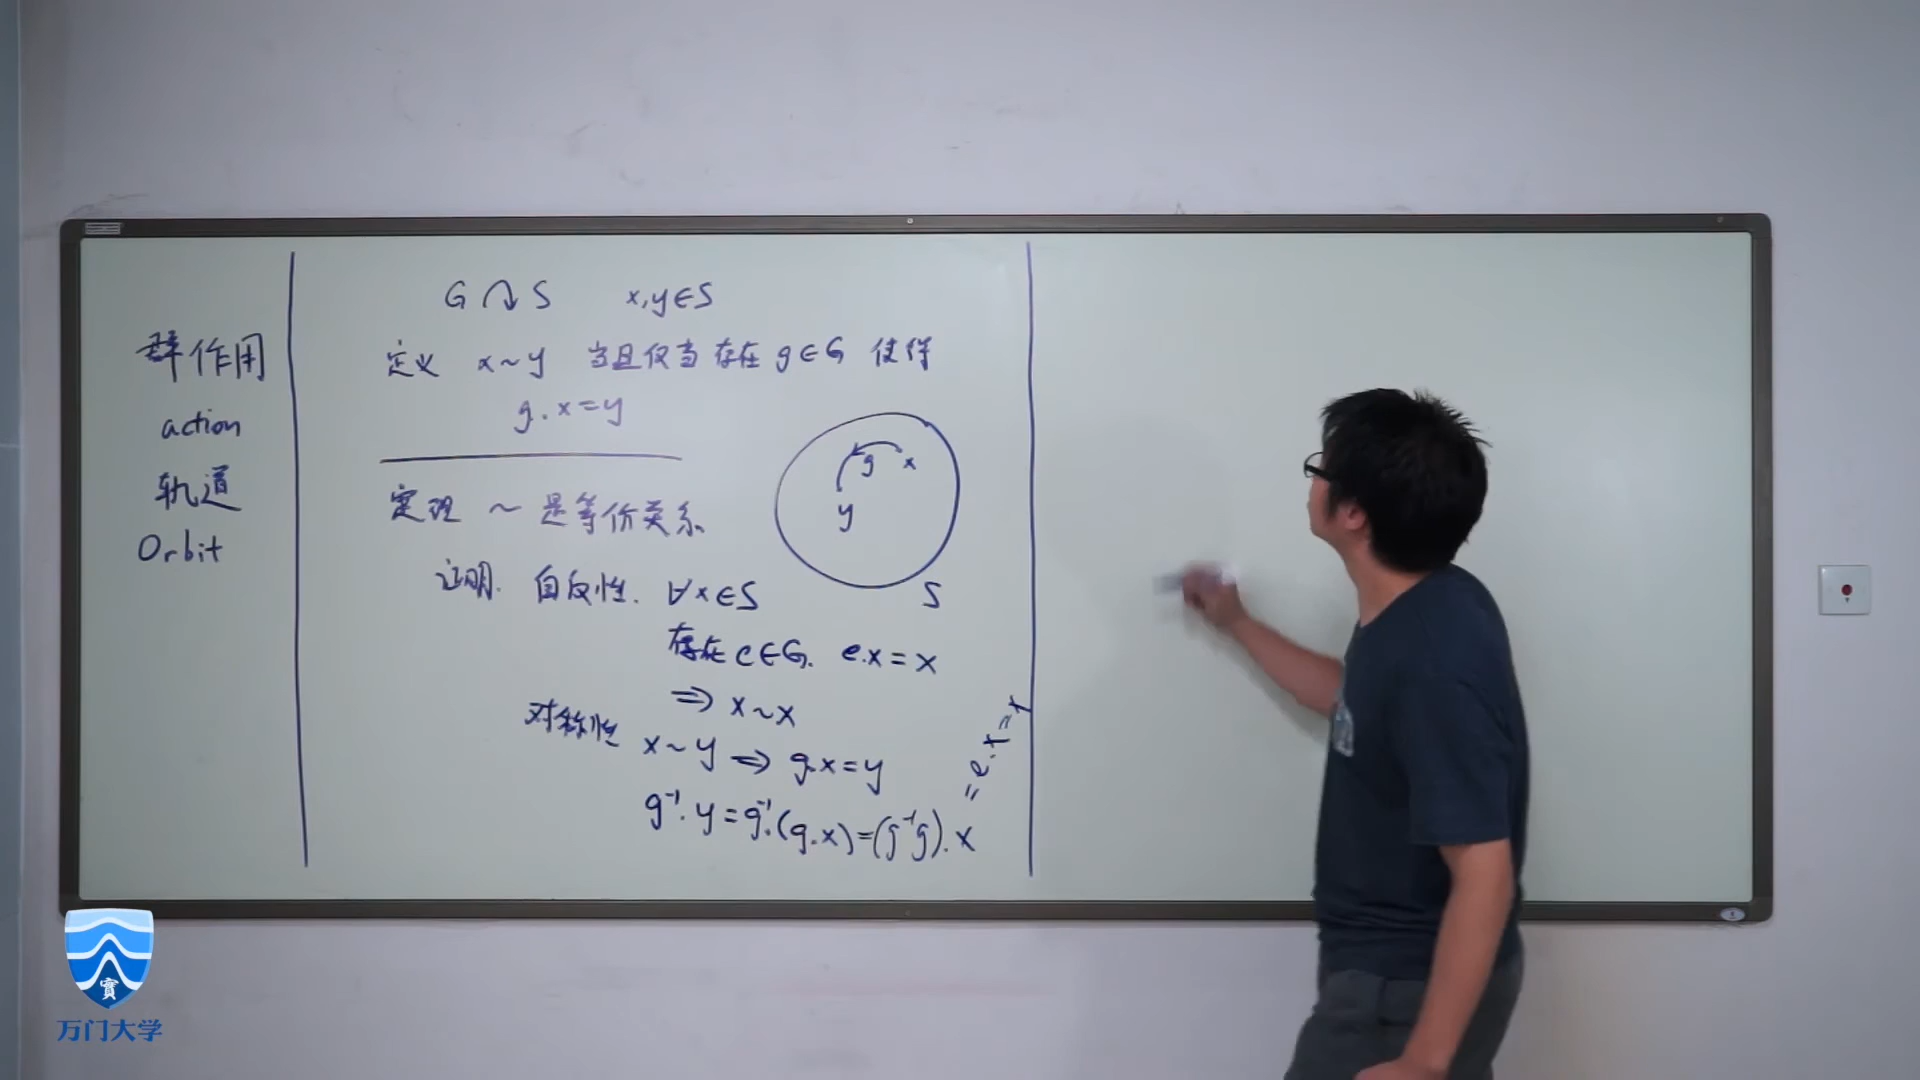 群作用
action
轨道
Orbit
G ↷ S x,y∈S
定义 x~y 当且仅当存在 g∈G 使得
g.x=y
定理 ~ 是等价关系
g x
y
S
证明. 自反性. ∀x∈S
存在 e∈G. e.x=x
⇒ x~x
对称性 x~y ⇒ g.x=y
g⁻¹.y=g⁻¹.(g.x)=(g⁻¹g).x
=e.x=x
實
万门大学